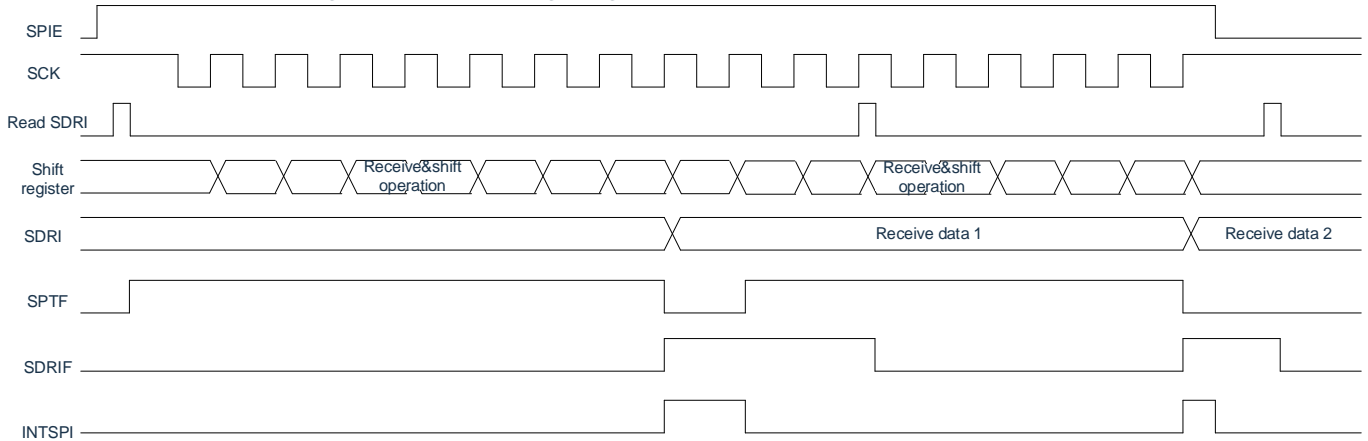 SPIE
SCK
Read SDRI
Shift
register
Receive&shift
operation
Receive&shift
operation
SDRI
Receive data 1
Receive data 2
SPTF
SDRIF
INTSPI